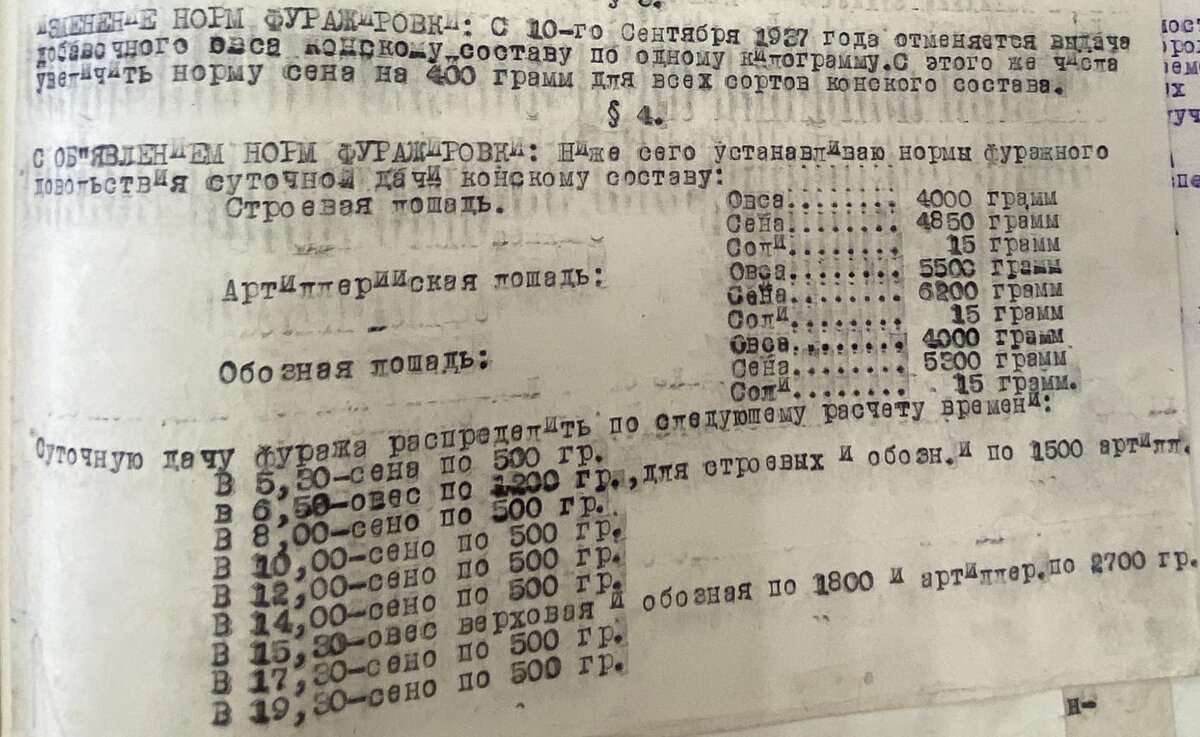 ИЗМЕНЕНИЕ НОРМ ФУРАЖИРОВКИ: С 10-го Сентября 1937 года отменяется выдача
добавочного овса конскому составу по одному килограмму.С этого же числа
увеличить норму сена на 400 грамм для всех сортов конского состава.
§ 4.
С ОБ"ЯВЛЕНИЕМ НОРМ ФУРАЖИРОВКИ: Ниже сего устанавливаю нормы фуражного
довольствия суточной дачи конскому составу:
Строевая лошадь. Овса........ 4000 грамм
Сена........ 4850 грамм
Соли........ 15 грамм
Артиллерийская лошадь: Овса........ 5500 грамм
Сена........ 6200 грамм
Соли........ 15 грамм
Обозная лошадь: Овса........ 4000 грамм
Сена........ 5300 грамм
Соли........ 15 грамм.
Суточную дачу фуража распределить по следующему расчету времени:
В 5,30-сена по 500 гр.
в 6,50-овес по 1200 гр.,для строевых и обозн.и по 1500 артилл.
В 8,00-сено по 500 гр.
В 10,00-сено по 500 гр.
В 12,00-сено по 500 гр.
В 14,00-сено по 500 гр.
В 15,30-овес верховая и обозная по 1800 и артиллер.по 2700 гр.
В 17,30-сено по 500 гр.
В 19,30-сено по 500 гр.
н-